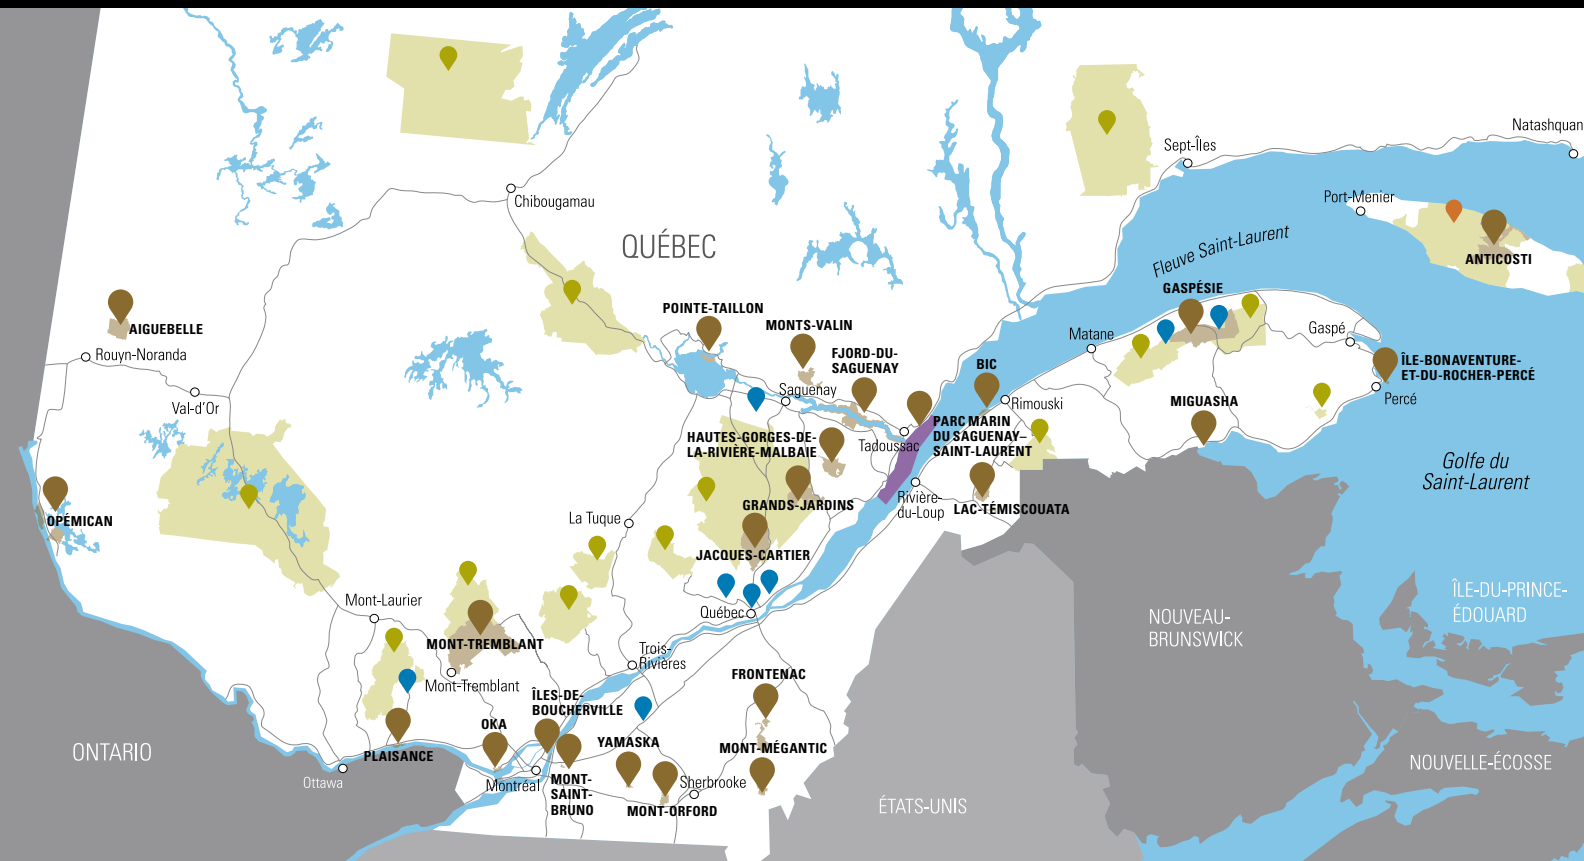 Natashquan
Sept-Îles
Port-Menier
Chibougamau
QUÉBEC
Fleuve Saint-Laurent
ANTICOSTI
GASPÉSIE
POINTE-TAILLON
MONTS-VALIN
AIGUEBELLE
Rouyn-Noranda
Matane
Gaspé
FJORD-DU-
SAGUENAY
BIC
ÎLE-BONAVENTURE-
ET-DU-ROCHER-PERCÉ
Percé
Val-d'Or
Saguenay
Rimouski
MIGUASHA
PARC MARIN
DU SAGUENAY–
SAINT-LAURENT
HAUTES-GORGES-DE-
LA-RIVIÈRE-MALBAIE
Tadoussac
Golfe du
Saint-Laurent
Rivière-
du-Loup
LAC-TÉMISCOUATA
GRANDS-JARDINS
OPÉMICAN
La Tuque
JACQUES-CARTIER
Mont-Laurier
Québec
NOUVEAU-
BRUNSWICK
ÎLE-DU-PRINCE-
ÉDOUARD
MONT-TREMBLANT
Trois-
Rivières
Mont-Tremblant
FRONTENAC
ÎLES-DE-
BOUCHERVILLE
OKA
YAMASKA
MONT-MÉGANTIC
ONTARIO
PLAISANCE
NOUVELLE-ÉCOSSE
Ottawa
Montréal
MONT-
SAINT-
BRUNO
Sherbrooke
MONT-ORFORD
ÉTATS-UNIS